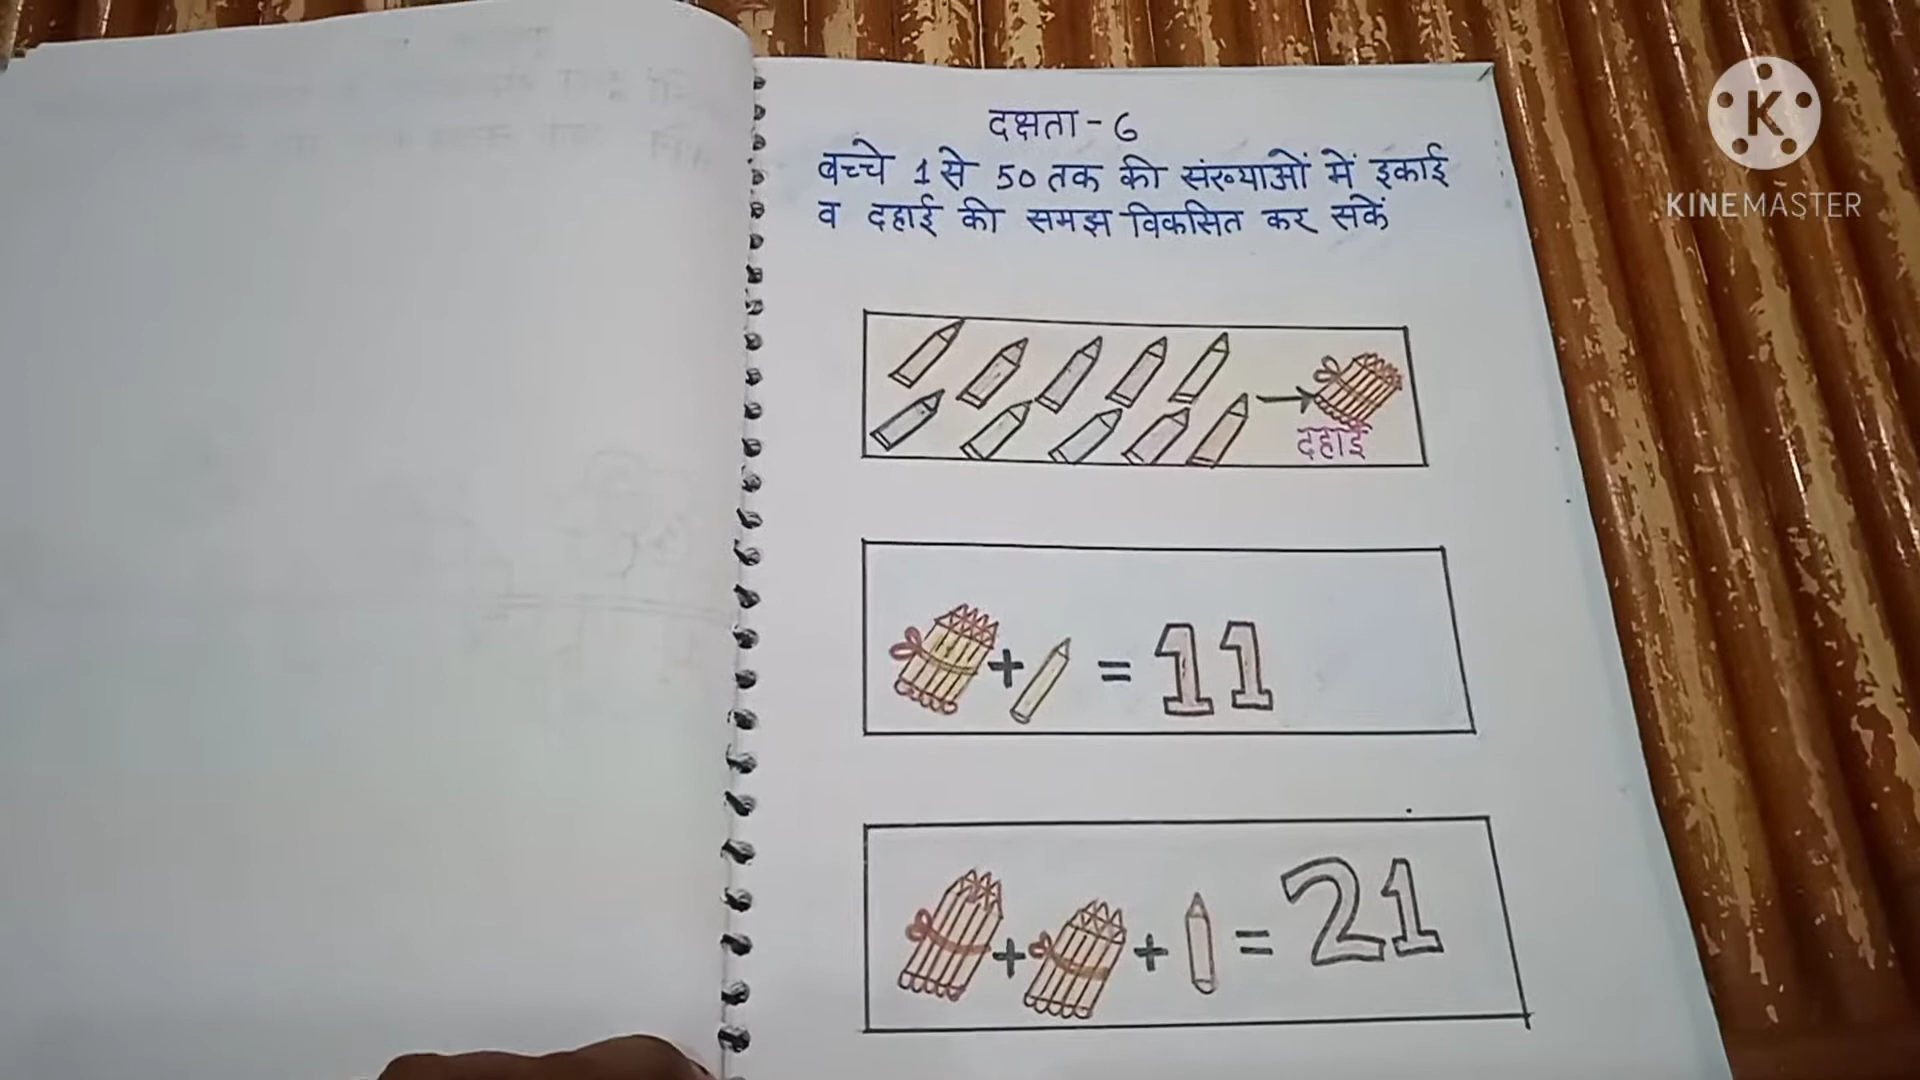 दक्षता - 6
बच्चे 1 से 50 तक की संख्याओं में इकाई
व दहाई की समझ विकसित कर सकें
दहाई
+ = 11
+ + = 21
K
KINEMASTER